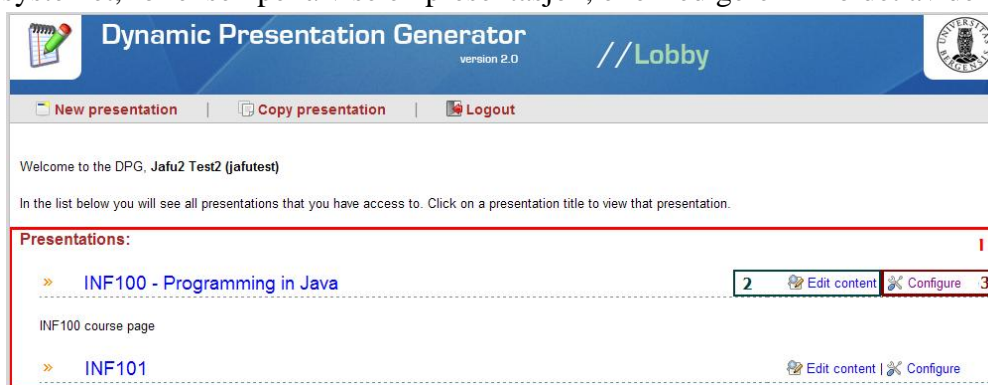 Dynamic Presentation Generator
version 2.0
//Lobby
New presentation | Copy presentation | Logout
Welcome to the DPG, Jafu2 Test2 (jafutest)
In the list below you will see all presentations that you have access to. Click on a presentation title to view that presentation.
Presentations: 1
» INF100 - Programming in Java 2 Edit content Configure 3
INF100 course page
» INF101 Edit content | Configure